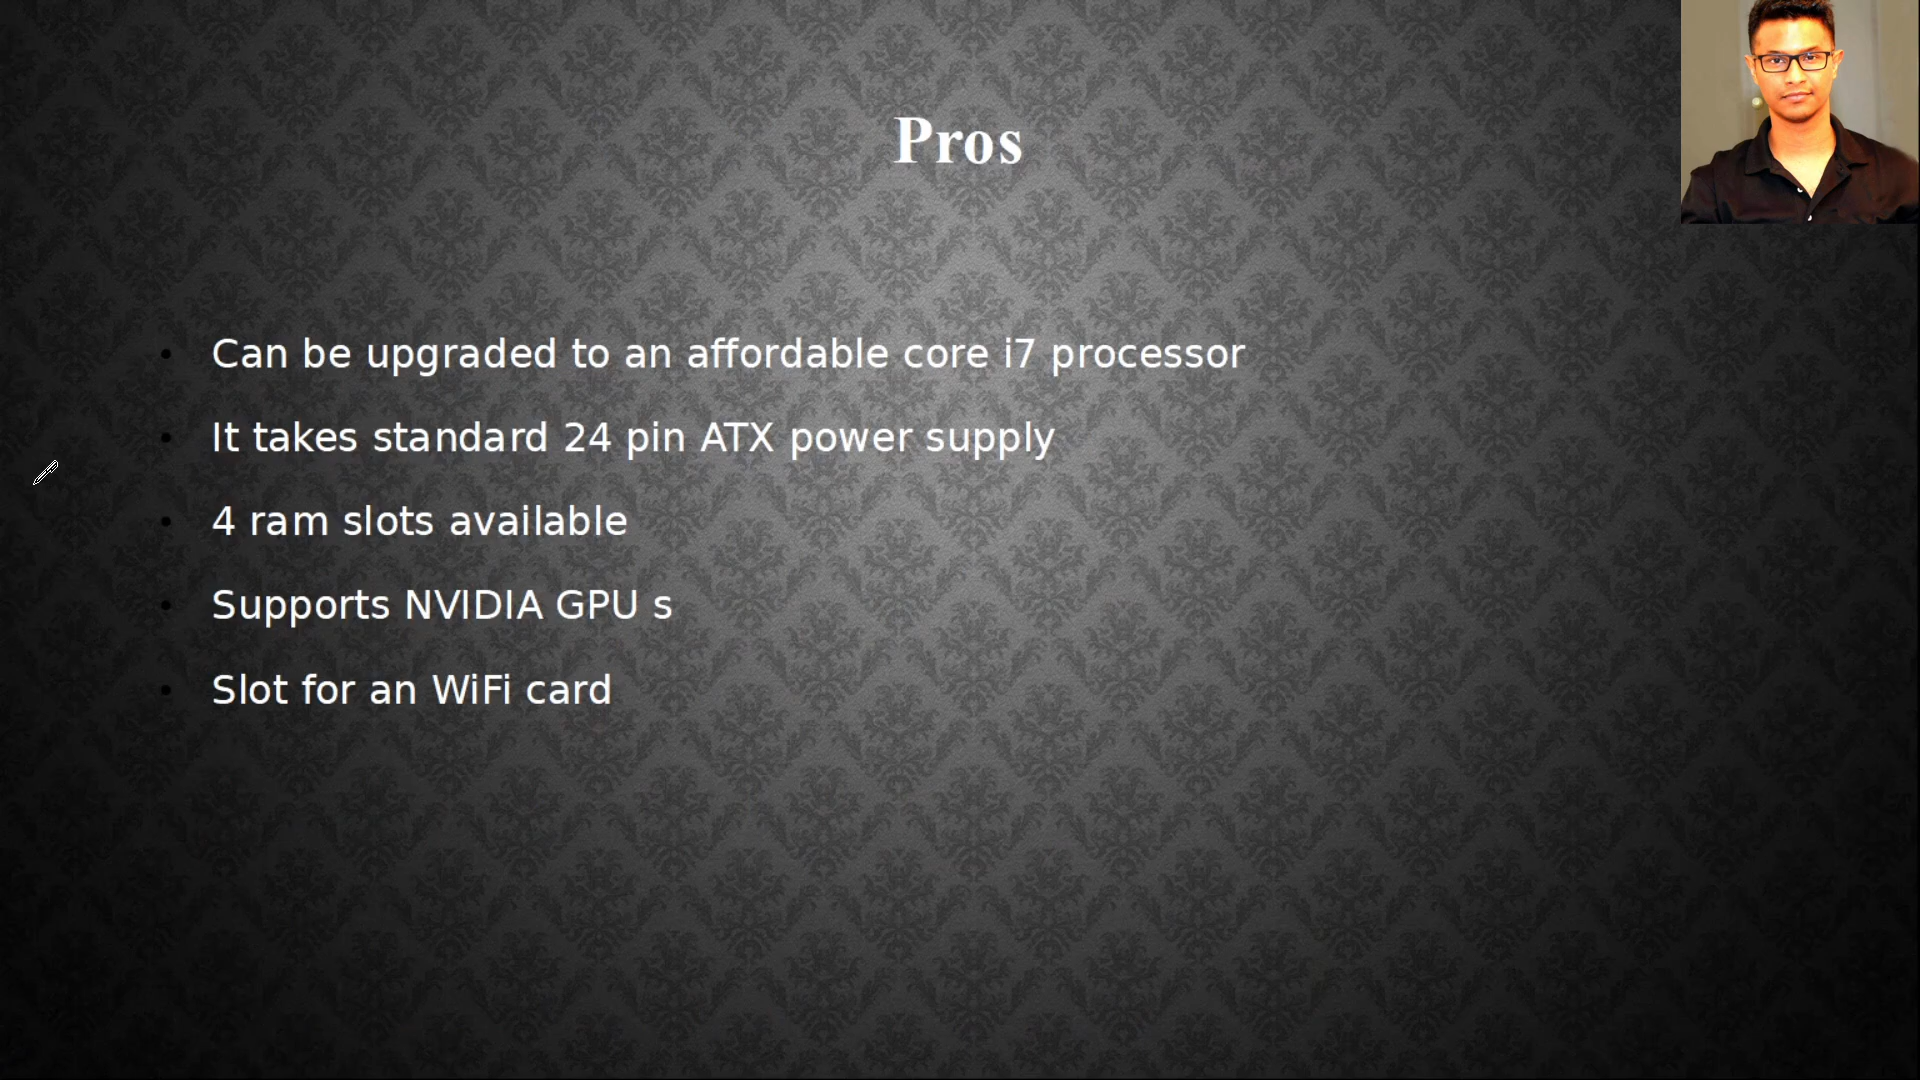 Pros
• Can be upgraded to an affordable core i7 processor
• It takes standard 24 pin ATX power supply
• 4 ram slots available
• Supports NVIDIA GPU s
• Slot for an WiFi card